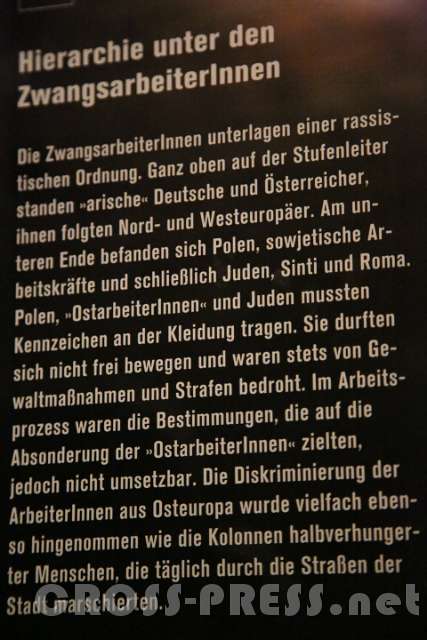 Hierarchie unter den
ZwangsarbeiterInnen
Die ZwangsarbeiterInnen unterlagen einer rassis-
tischen Ordnung. Ganz oben auf der Stufenleiter
standen »arische« Deutsche und Österreicher,
ihnen folgten Nord- und Westeuropäer. Am un-
teren Ende befanden sich Polen, sowjetische Ar-
beitskräfte und schließlich Juden, Sinti und Roma.
Polen, »OstarbeiterInnen« und Juden mussten
Kennzeichen an der Kleidung tragen. Sie durften
sich nicht frei bewegen und waren stets von Ge-
waltmaßnahmen und Strafen bedroht. Im Arbeits-
prozess waren die Bestimmungen, die auf die
Absonderung der »OstarbeiterInnen« zielten,
jedoch nicht umsetzbar. Die Diskriminierung der
ArbeiterInnen aus Osteuropa wurde vielfach eben-
so hingenommen wie die Kolonnen halbverhunger-
ter Menschen, die täglich durch die Straßen der
Stadt marschierten.
GROSS-PRESS.net